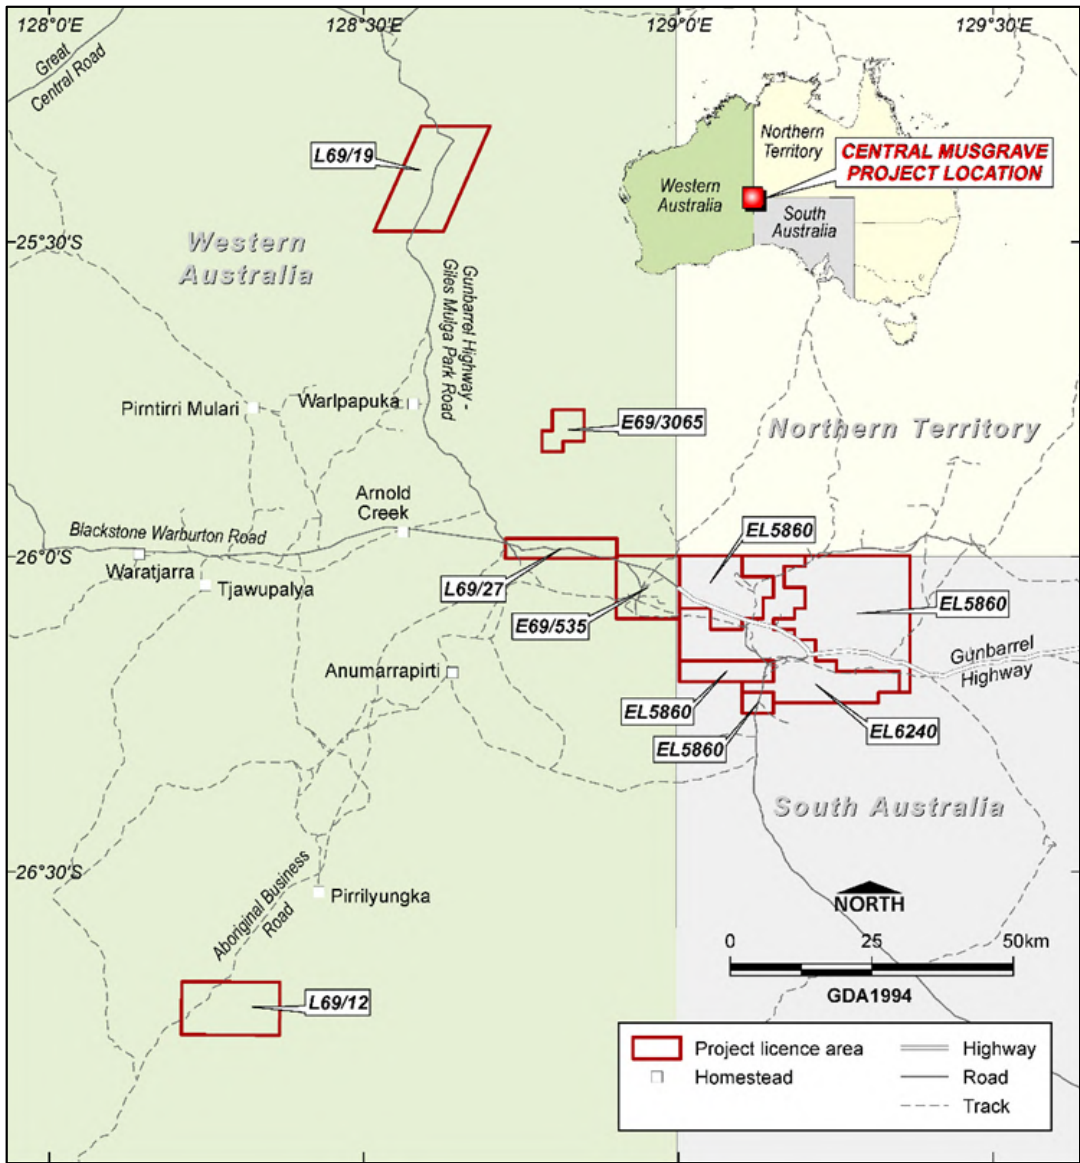 128°0'E
128°30'E
129°0'E
129°30'E
Great
Central Road
L69/19
Northern
Territory
CENTRAL MUSGRAVE
PROJECT LOCATION
Western
Australia
South
Australia
25°30'S
Western
Australia
Gunbarrel Highway -
Giles Mulga Park Road
Pirntirri Mulari
Warlpapuka
E69/3065
Northern Territory
Arnold
Creek
Blackstone Warburton Road
EL5860
26°0'S
Waratjarra
Tjawupalya
L69/27
EL5860
E69/535
Gunbarrel
Highway
Anumarrapirti
EL5860
EL6240
EL5860
South Australia
26°30'S
Aboriginal Business
Road
Pirrilyungka
NORTH
0
25
50km
GDA1994
L69/12
Project licence area
Highway
Homestead
Road
Track